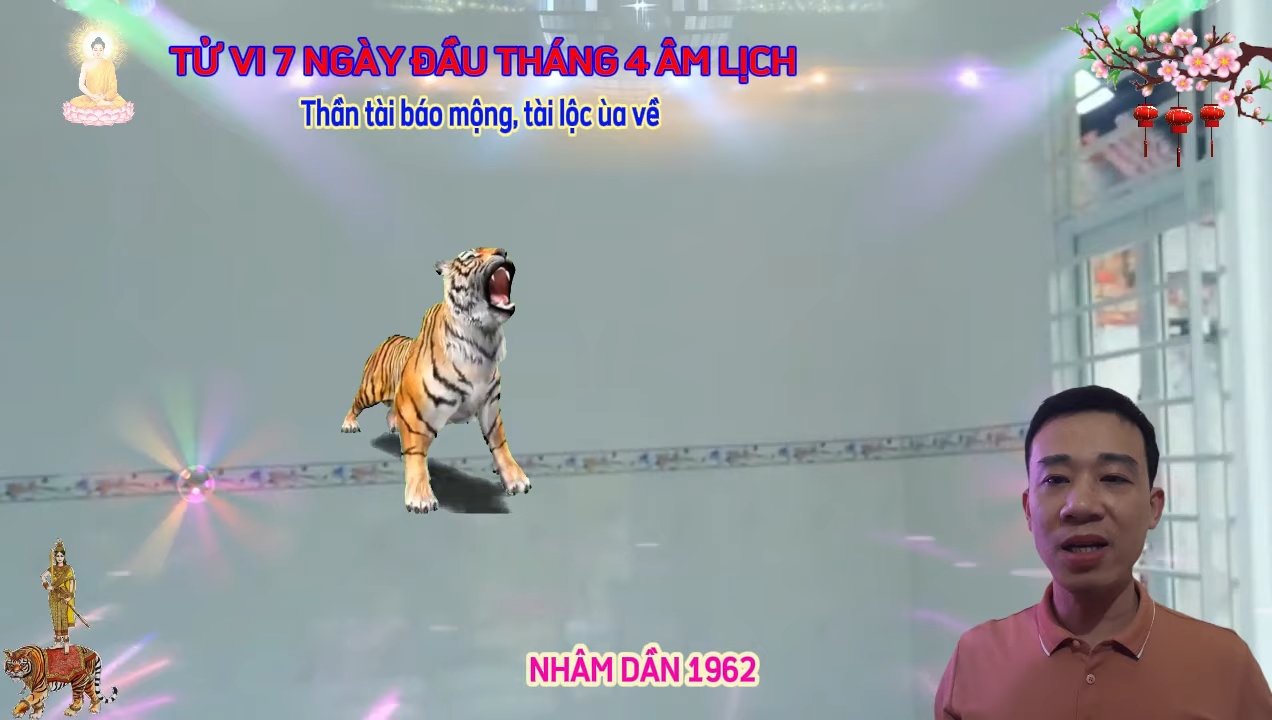 TỬ VI 7 NGÀY ĐẦU THÁNG 4 ÂM LỊCH
Thần tài báo mộng, tài lộc ùa về
NHÂM DẦN 1962